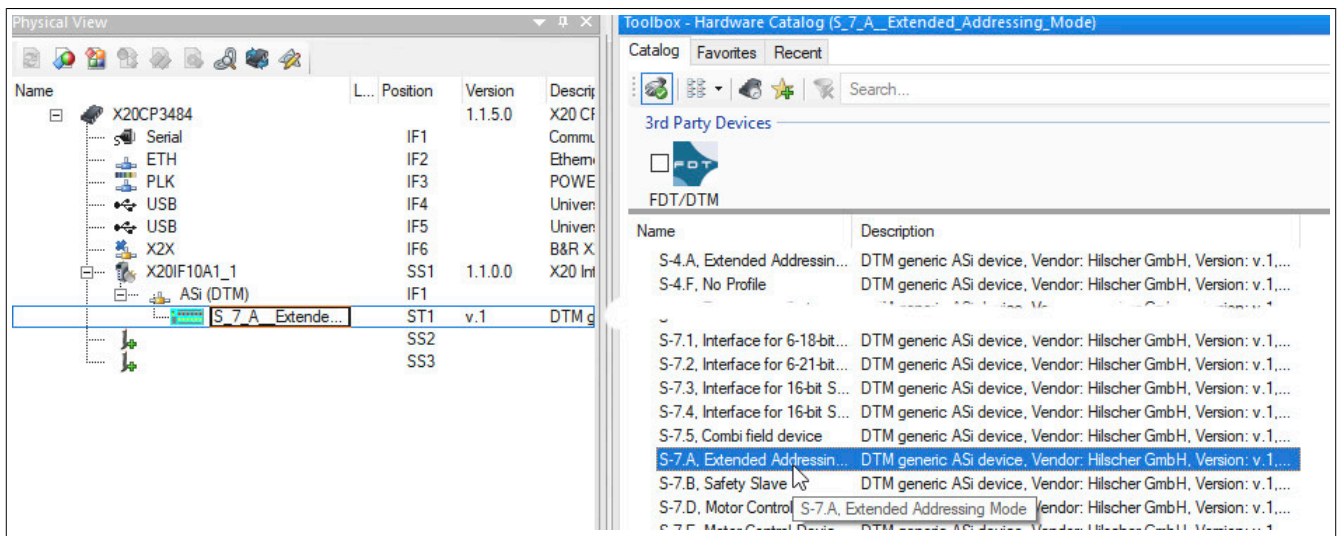 Physical View
Name L... Position Version Descrip
X20CP3484 1.1.5.0 X20 CF
Serial IF1 Commu
ETH IF2 Etherne
PLK IF3 POWE
USB IF4 Univers
USB IF5 Univers
X2X IF6 B&R X
X20IF10A1_1 SS1 1.1.0.0 X20 Inf
ASi (DTM) IF1
S_7_A__Extende... ST1 v.1 DTM g
SS2
SS3
Toolbox - Hardware Catalog (S_7_A__Extended_Addressing_Mode)
Catalog Favorites Recent
Search...
3rd Party Devices
FDT
FDT/DTM
Name Description
S-4.A, Extended Addressin... DTM generic ASi device, Vendor: Hilscher GmbH, Version: v.1,...
S-4.F, No Profile DTM generic ASi device, Vendor: Hilscher GmbH, Version: v.1,...
S-7.1, Interface for 6-18-bit... DTM generic ASi device, Vendor: Hilscher GmbH, Version: v.1,...
S-7.2, Interface for 6-21-bit... DTM generic ASi device, Vendor: Hilscher GmbH, Version: v.1,...
S-7.3, Interface for 16-bit S... DTM generic ASi device, Vendor: Hilscher GmbH, Version: v.1,...
S-7.4, Interface for 16-bit S... DTM generic ASi device, Vendor: Hilscher GmbH, Version: v.1,...
S-7.5, Combi field device DTM generic ASi device, Vendor: Hilscher GmbH, Version: v.1,...
S-7.A, Extended Addressin... DTM generic ASi device, Vendor: Hilscher GmbH, Version: v.1,...
S-7.B, Safety Slave DTM generic ASi device, Vendor: Hilscher GmbH, Version: v.1,...
S-7.D, Motor Control Vendor: Hilscher GmbH, Version: v.1,...
S-7.A, Extended Addressing Mode